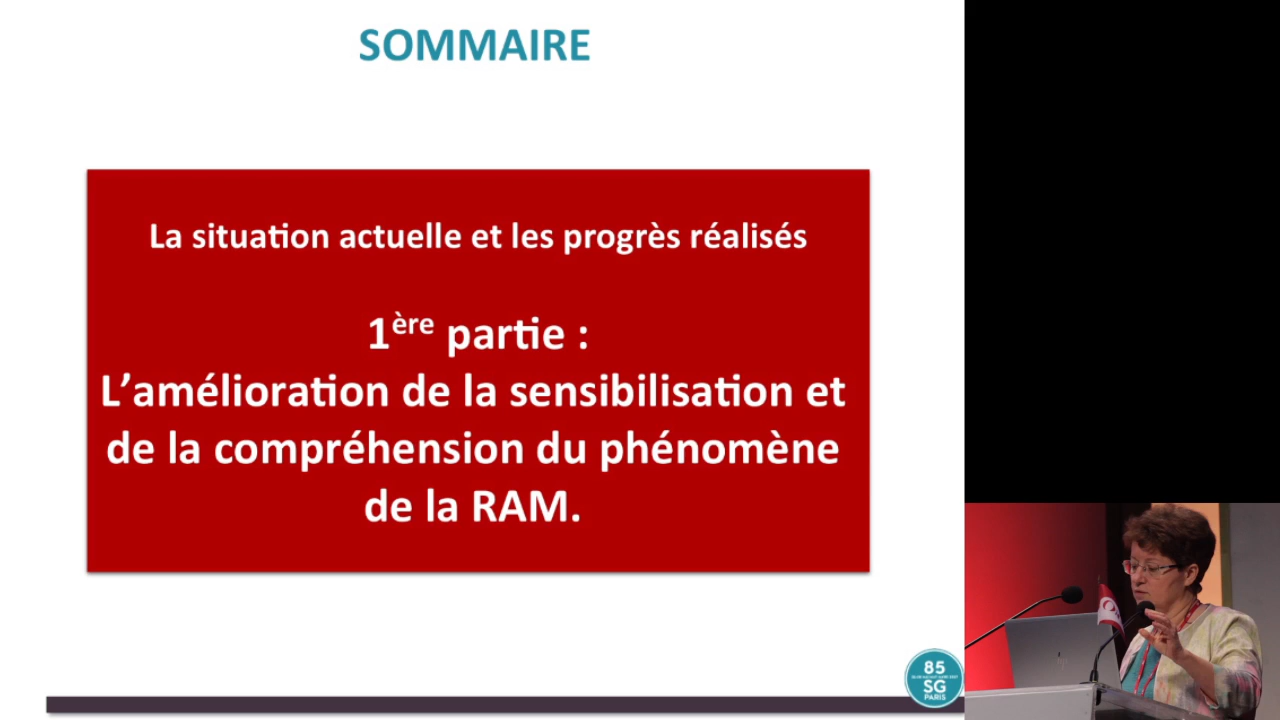 SOMMAIRE
La situation actuelle et les progrès réalisés
1ère partie :
L’amélioration de la sensibilisation et
de la compréhension du phénomène
de la RAM.
85
SG
PARIS